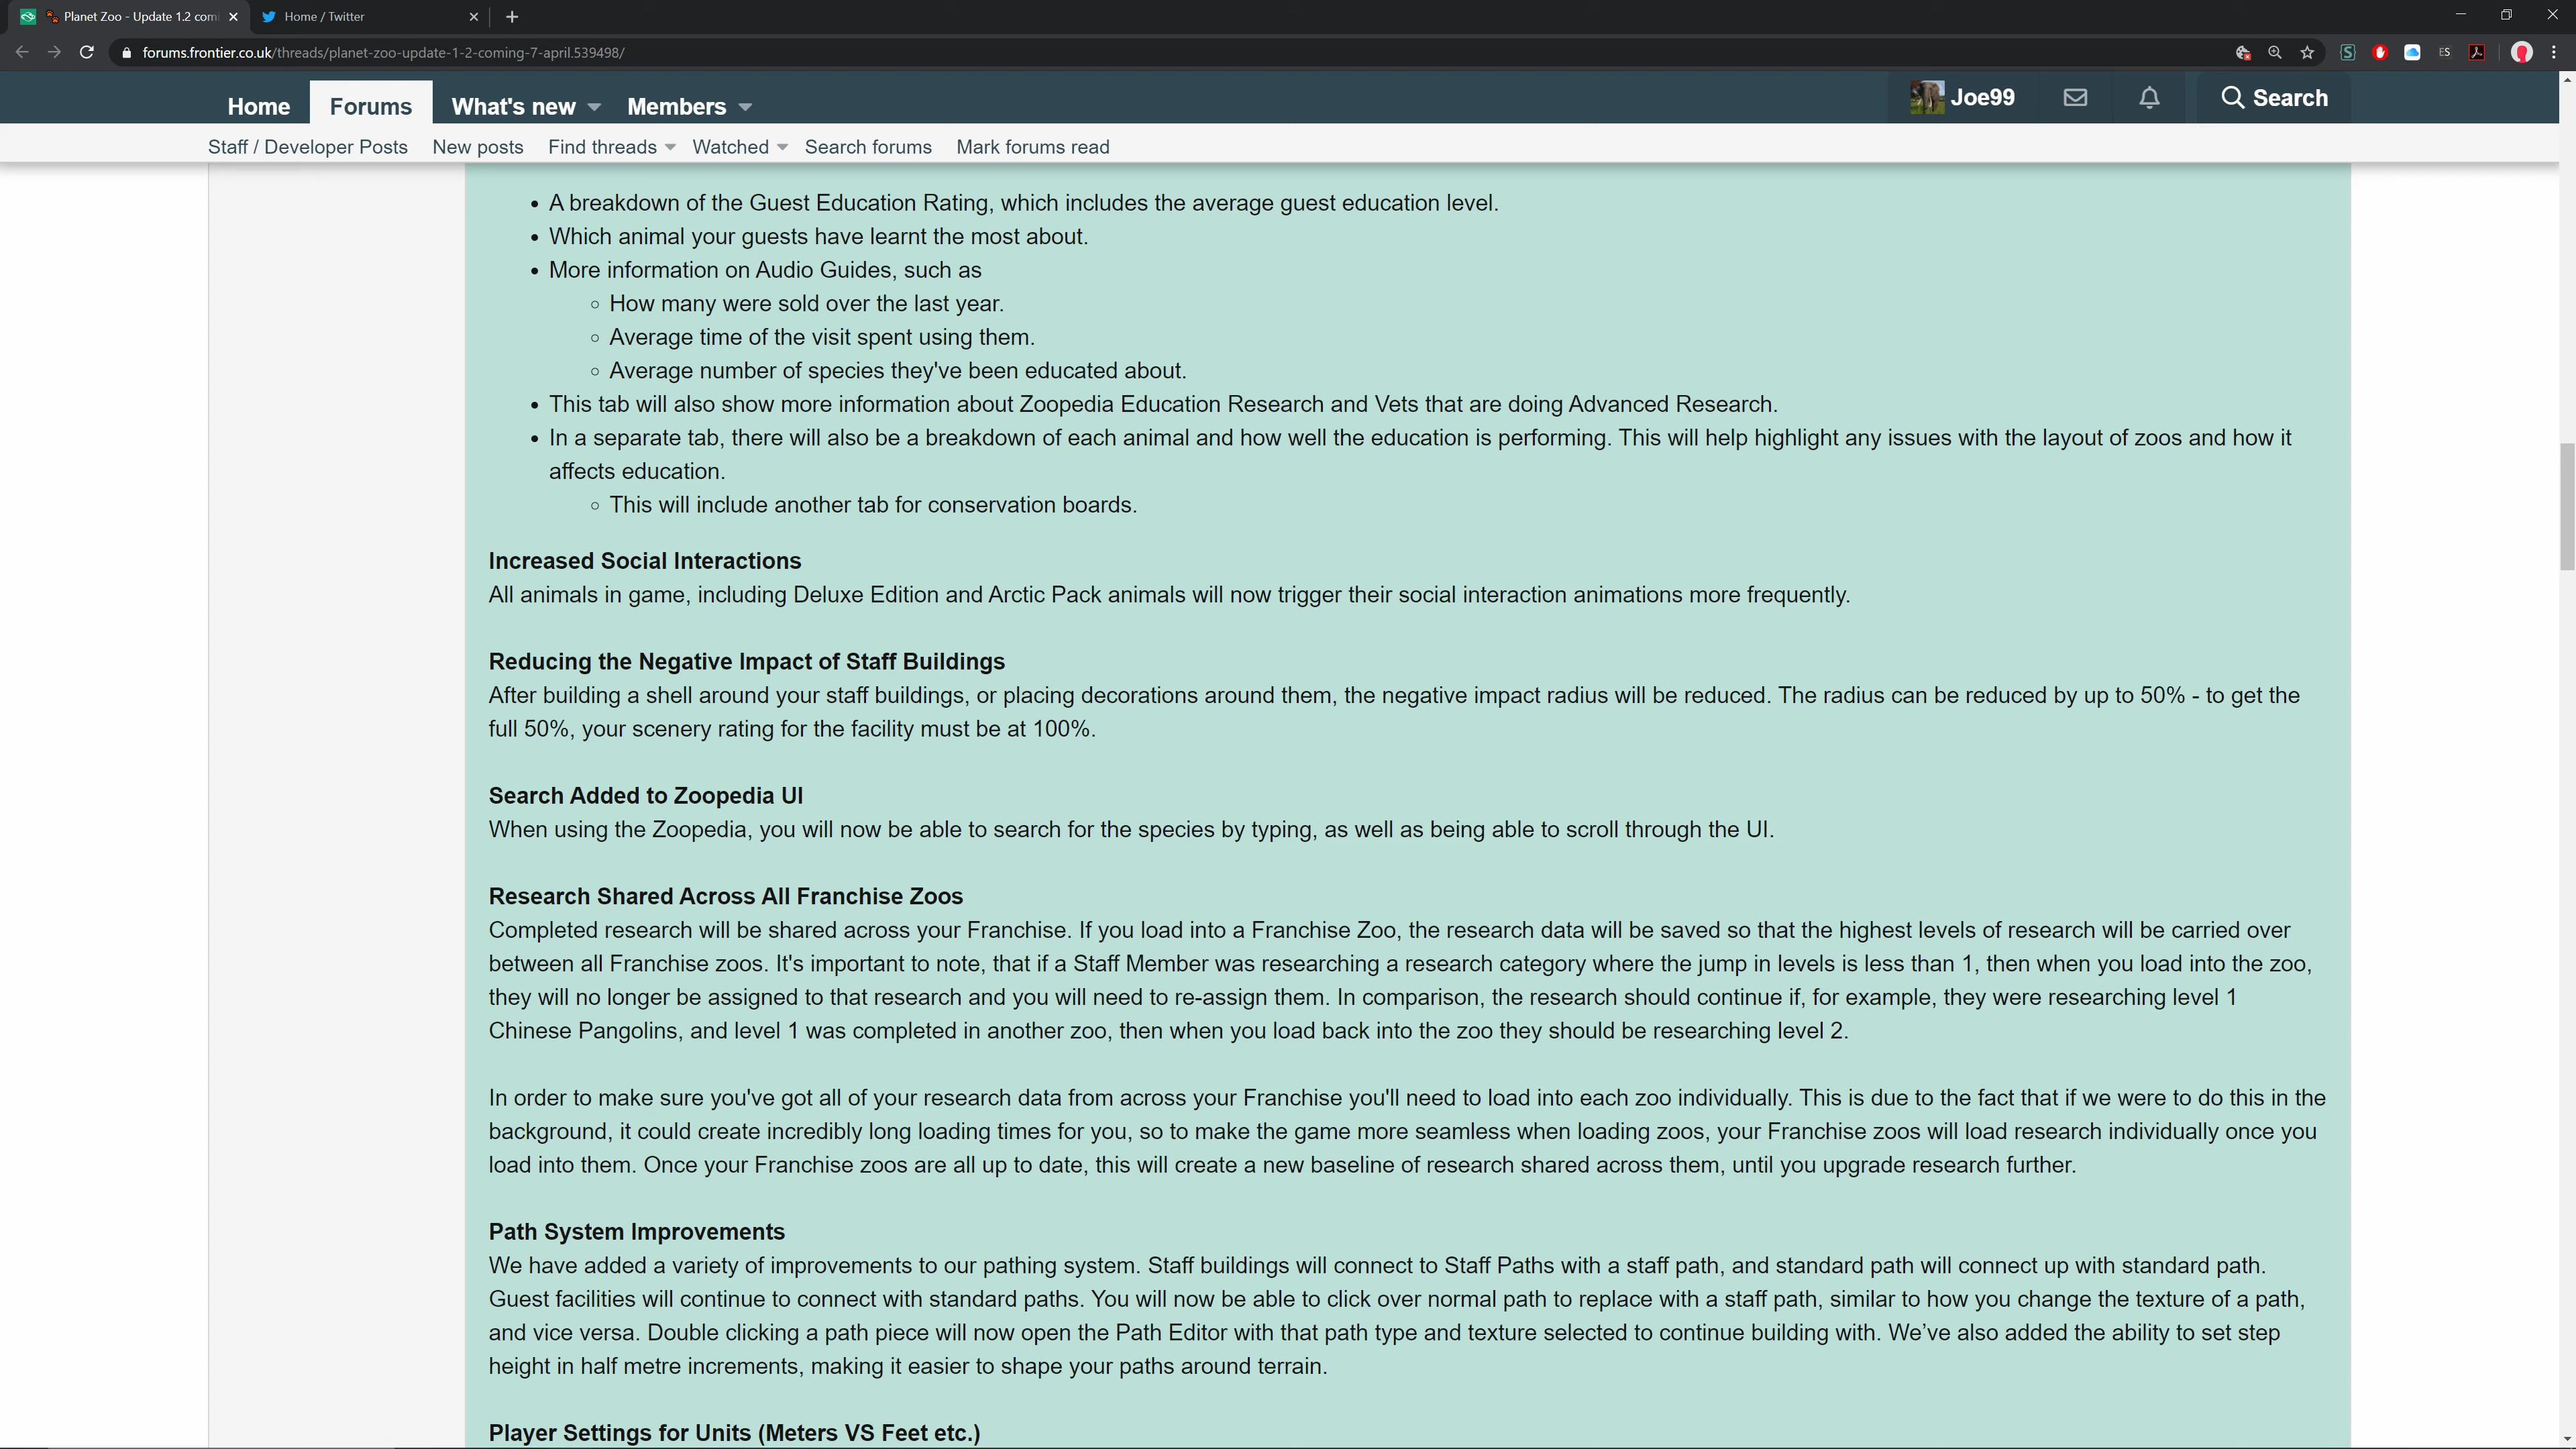 Planet Zoo - Update 1.2 comi
Home / Twitter
forums.frontier.co.uk/threads/planet-zoo-update-1-2-coming-7-april.539498/
ES
Home Forums What's new Members Joe99 Search
Staff / Developer Posts New posts Find threads Watched Search forums Mark forums read
• A breakdown of the Guest Education Rating, which includes the average guest education level.
• Which animal your guests have learnt the most about.
• More information on Audio Guides, such as
○ How many were sold over the last year.
○ Average time of the visit spent using them.
○ Average number of species they've been educated about.
• This tab will also show more information about Zoopedia Education Research and Vets that are doing Advanced Research.
• In a separate tab, there will also be a breakdown of each animal and how well the education is performing. This will help highlight any issues with the layout of zoos and how it
affects education.
○ This will include another tab for conservation boards.
Increased Social Interactions
All animals in game, including Deluxe Edition and Arctic Pack animals will now trigger their social interaction animations more frequently.
Reducing the Negative Impact of Staff Buildings
After building a shell around your staff buildings, or placing decorations around them, the negative impact radius will be reduced. The radius can be reduced by up to 50% - to get the
full 50%, your scenery rating for the facility must be at 100%.
Search Added to Zoopedia UI
When using the Zoopedia, you will now be able to search for the species by typing, as well as being able to scroll through the UI.
Research Shared Across All Franchise Zoos
Completed research will be shared across your Franchise. If you load into a Franchise Zoo, the research data will be saved so that the highest levels of research will be carried over
between all Franchise zoos. It's important to note, that if a Staff Member was researching a research category where the jump in levels is less than 1, then when you load into the zoo,
they will no longer be assigned to that research and you will need to re-assign them. In comparison, the research should continue if, for example, they were researching level 1
Chinese Pangolins, and level 1 was completed in another zoo, then when you load back into the zoo they should be researching level 2.
In order to make sure you've got all of your research data from across your Franchise you'll need to load into each zoo individually. This is due to the fact that if we were to do this in the
background, it could create incredibly long loading times for you, so to make the game more seamless when loading zoos, your Franchise zoos will load research individually once you
load into them. Once your Franchise zoos are all up to date, this will create a new baseline of research shared across them, until you upgrade research further.
Path System Improvements
We have added a variety of improvements to our pathing system. Staff buildings will connect to Staff Paths with a staff path, and standard path will connect up with standard path.
Guest facilities will continue to connect with standard paths. You will now be able to click over normal path to replace with a staff path, similar to how you change the texture of a path,
and vice versa. Double clicking a path piece will now open the Path Editor with that path type and texture selected to continue building with. We’ve also added the ability to set step
height in half metre increments, making it easier to shape your paths around terrain.
Player Settings for Units (Meters VS Feet etc.)